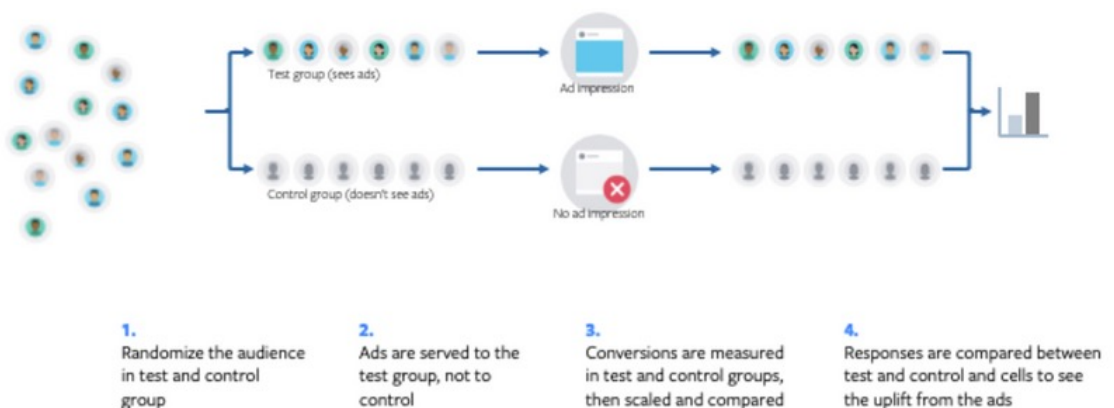 Test group (sees ads)
Ad impression
Control group (doesn't see ads)
No ad impression
1.
Randomize the audience
in test and control
group
2.
Ads are served to the
test group, not to
control
3.
Conversions are measured
in test and control groups,
then scaled and compared
4.
Responses are compared between
test and control and cells to see
the uplift from the ads